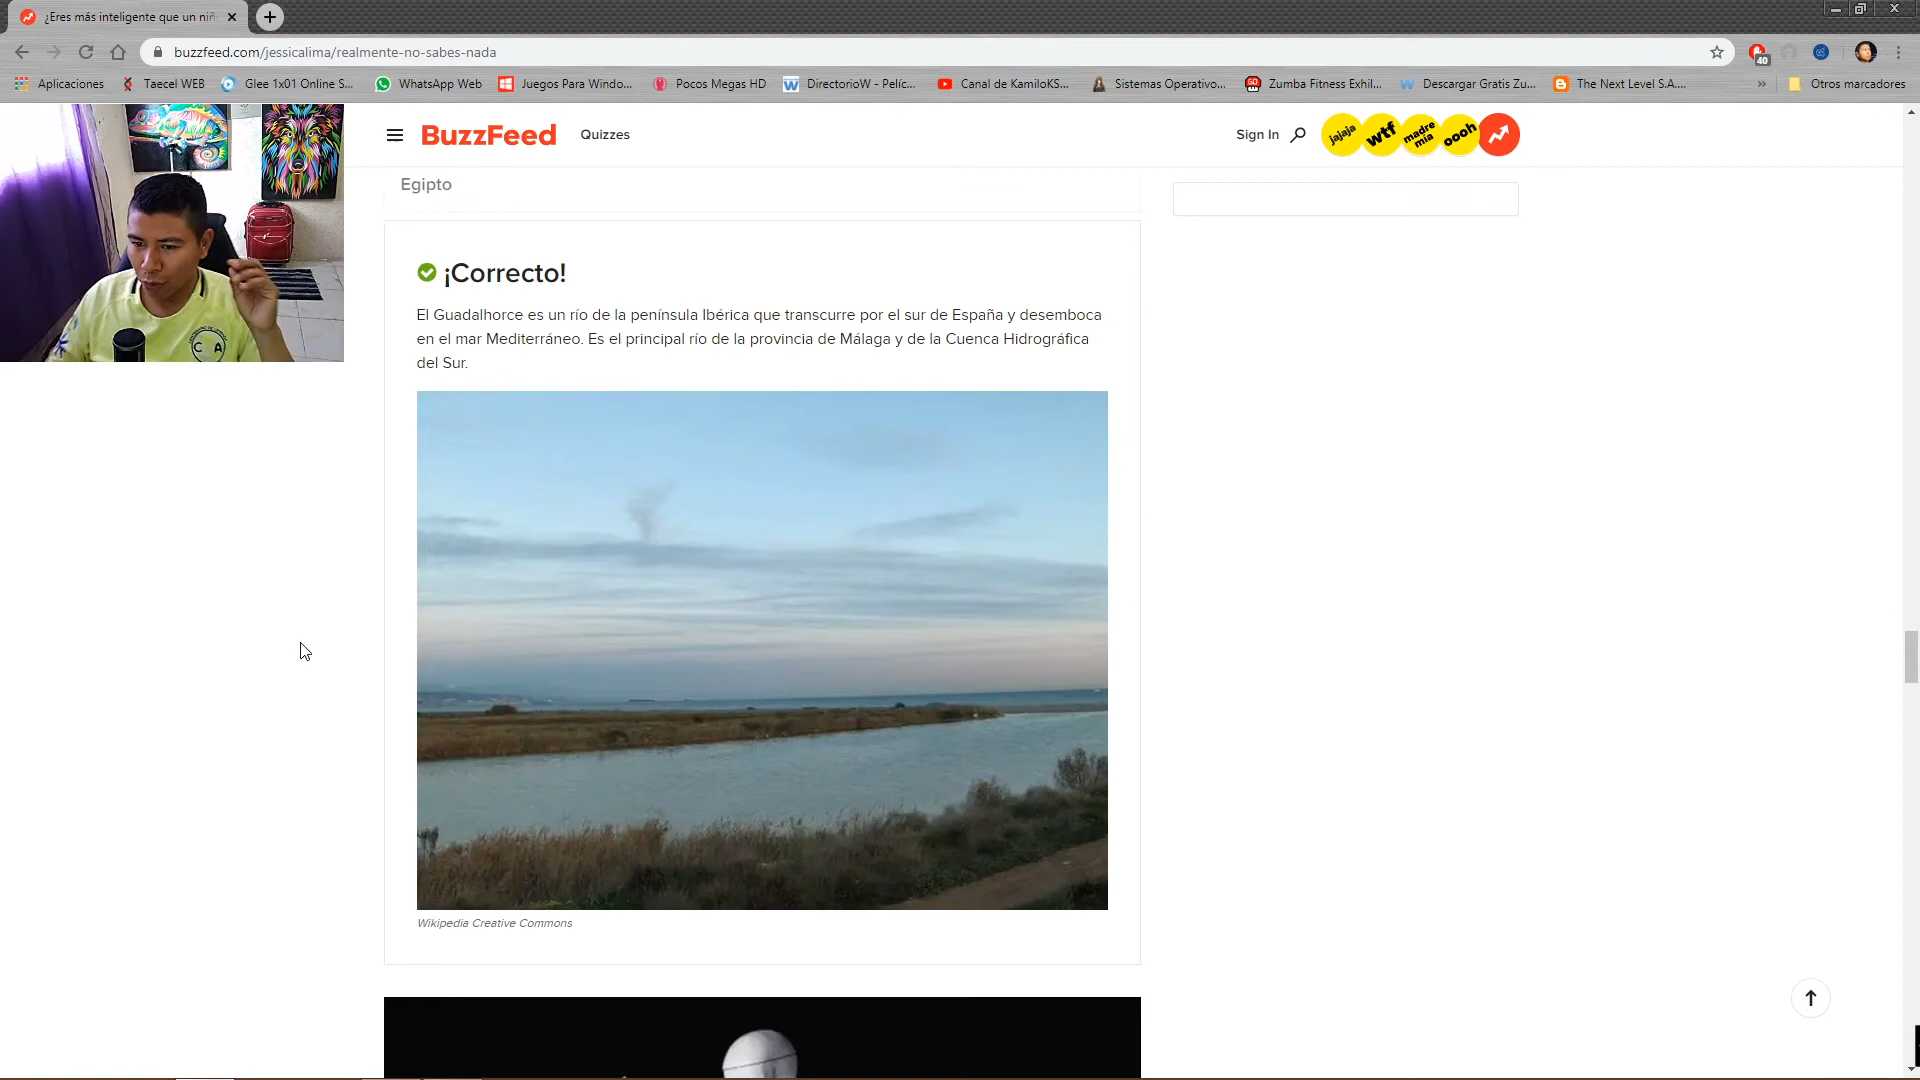 ¿Eres más inteligente que un niñ
buzzfeed.com/jessicalima/realmente-no-sabes-nada
40
Aplicaciones
Taecel WEB
Glee 1x01 Online S...
WhatsApp Web
Juegos Para Windo...
Pocos Megas HD
DirectorioW - Pelíc...
Canal de KamiloKS...
Sistemas Operativo...
Zumba Fitness Exhil...
Descargar Gratis Zu...
The Next Level S.A....
»
Otros marcadores
BuzzFeed
Quizzes
Sign In
jajaja
wtf
madre
mia
oooh
Egipto
¡Correcto!
El Guadalhorce es un río de la península Ibérica que transcurre por el sur de España y desemboca
en el mar Mediterráneo. Es el principal río de la provincia de Málaga y de la Cuenca Hidrográfica
del Sur.
Wikipedia Creative Commons
C A